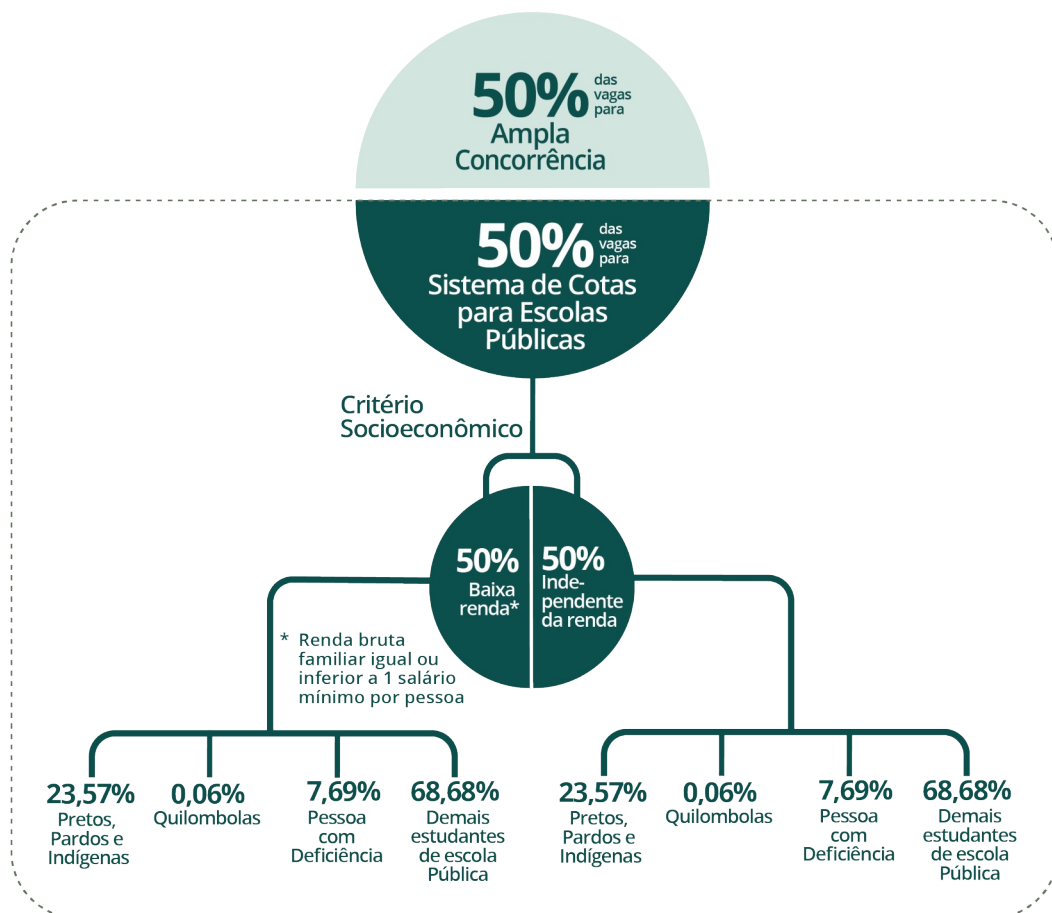 50% das
vagas
para
Ampla
Concorrência
50% das
vagas
para
Sistema de Cotas
para Escolas
Públicas
Critério
Socioeconômico
50%
Baixa
renda*
50%
Inde-
pendente
da renda
* Renda bruta
familiar igual ou
inferior a 1 salário
mínimo por pessoa
23,57%
Pretos,
Pardos e
Indígenas
0,06%
Quilombolas
7,69%
Pessoa
com
Deficiência
68,68%
Demais
estudantes
de escola
Pública
23,57%
Pretos,
Pardos e
Indígenas
0,06%
Quilombolas
7,69%
Pessoa
com
Deficiência
68,68%
Demais
estudantes
de escola
Pública